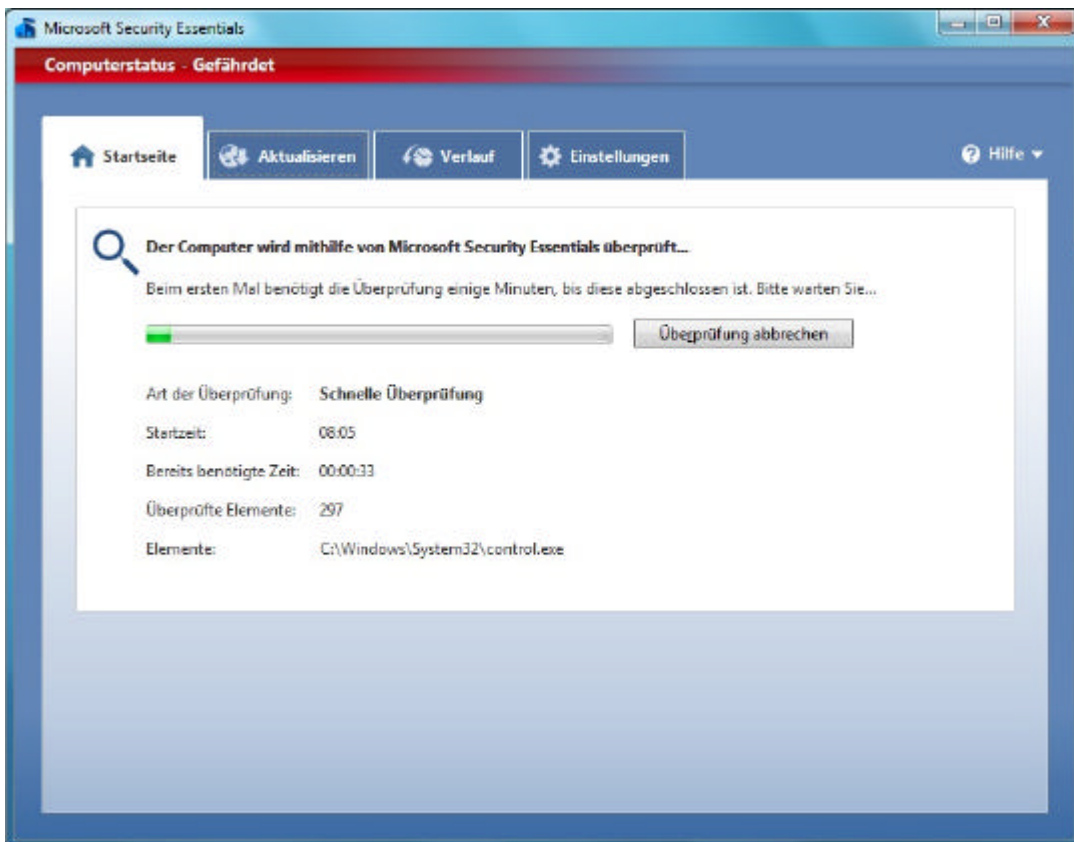 Microsoft Security Essentials
Computerstatus - Gefährdet
Startseite
Aktualisieren
Verlauf
Einstellungen
Hilfe
Der Computer wird mithilfe von Microsoft Security Essentials überprüft...
Beim ersten Mal benötigt die Überprüfung einige Minuten, bis diese abgeschlossen ist. Bitte warten Sie...
Überprüfung abbrechen
Art der Überprüfung: Schnelle Überprüfung
Startzeit: 08:05
Bereits benötigte Zeit: 00:00:33
Überprüfte Elemente: 297
Elemente: C:\Windows\System32\control.exe